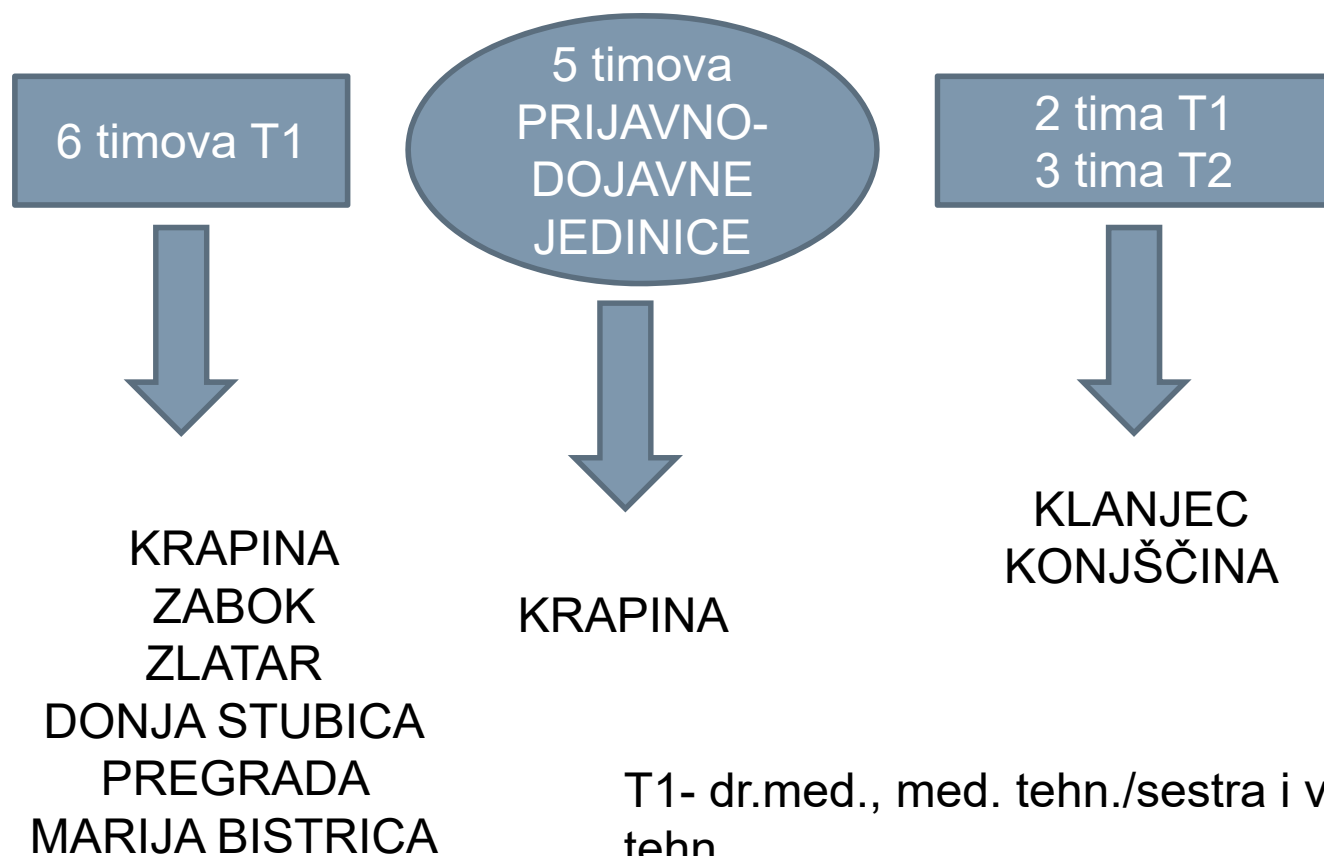 6 timova T1
5 timova
PRIJAVNO-
DOJAVNE
JEDINICE
2 tima T1
3 tima T2
KRAPINA
ZABOK
ZLATAR
DONJA STUBICA
PREGRADA
MARIJA BISTRICA
KRAPINA
KLANJEC
KONJŠČINA
T1- dr.med., med. tehn./sestra i
tehn